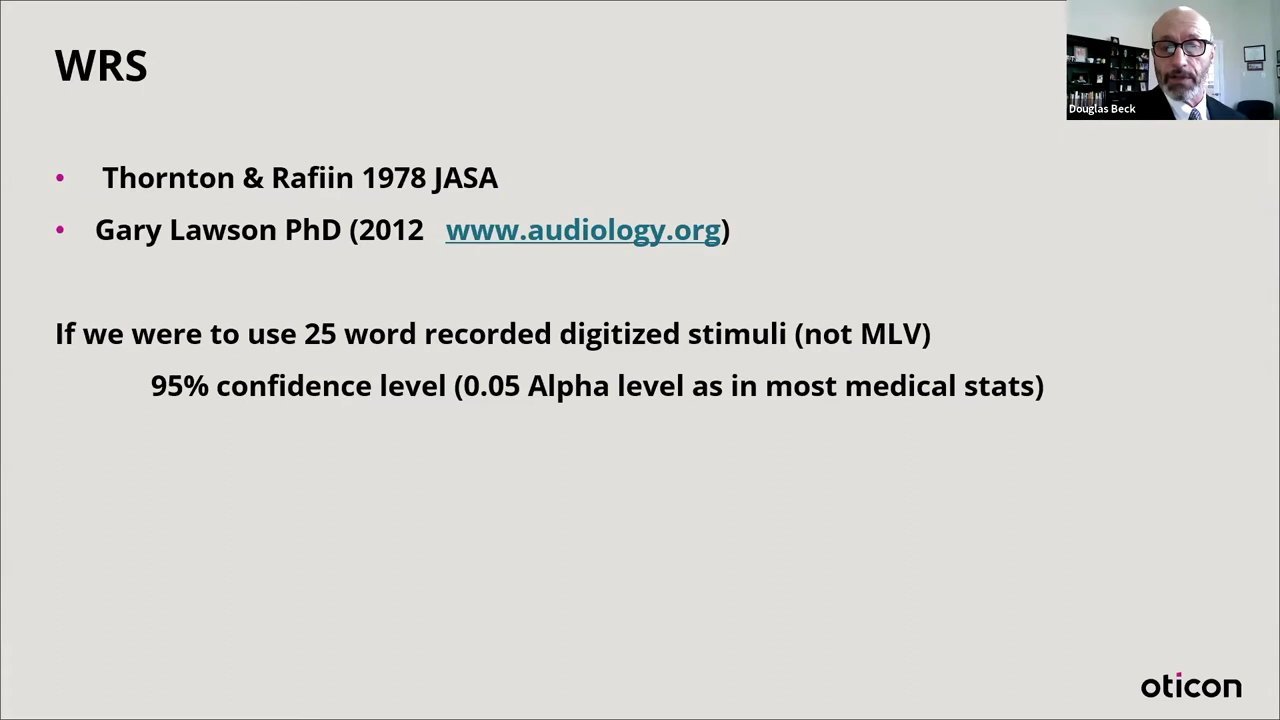 WRS
Douglas Beck
• Thornton & Rafiin 1978 JASA
• Gary Lawson PhD (2012 www.audiology.org)
If we were to use 25 word recorded digitized stimuli (not MLV)
95% confidence level (0.05 Alpha level as in most medical stats)
oticon